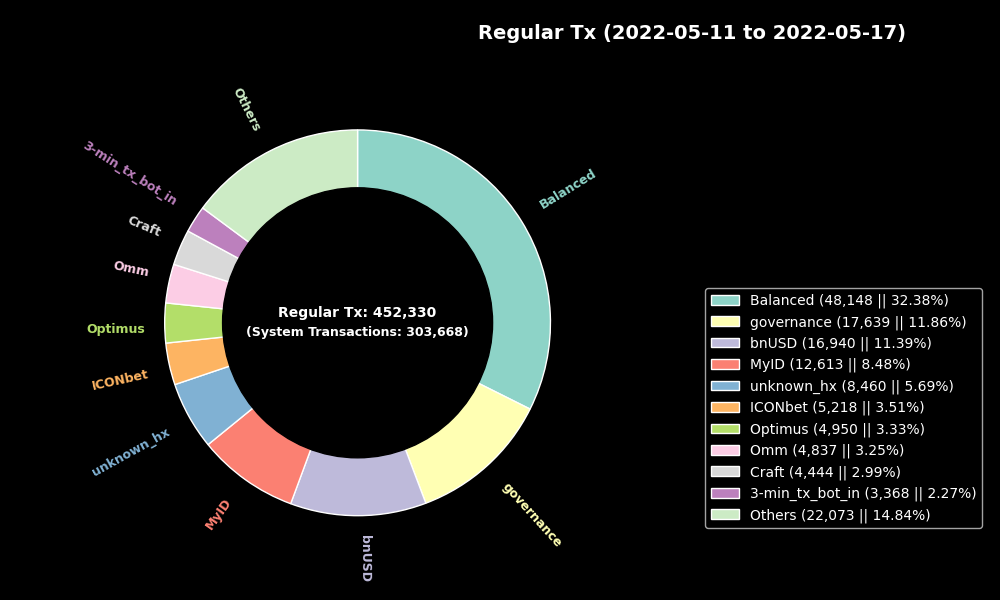 Regular Tx (2022-05-11 to 2022-05-17)
Others
3-min_tx_bot_in
Balanced
Craft
Omm
Optimus
ICONbet
unknown_hx
MyID
bnUSD
governance
Regular Tx: 452,330
(System Transactions: 303,668)
Balanced (48,148 || 32.38%)
governance (17,639 || 11.86%)
bnUSD (16,940 || 11.39%)
MyID (12,613 || 8.48%)
unknown_hx (8,460 || 5.69%)
ICONbet (5,218 || 3.51%)
Optimus (4,950 || 3.33%)
Omm (4,837 || 3.25%)
Craft (4,444 || 2.99%)
3-min_tx_bot_in (3,368 || 2.27%)
Others (22,073 || 14.84%)